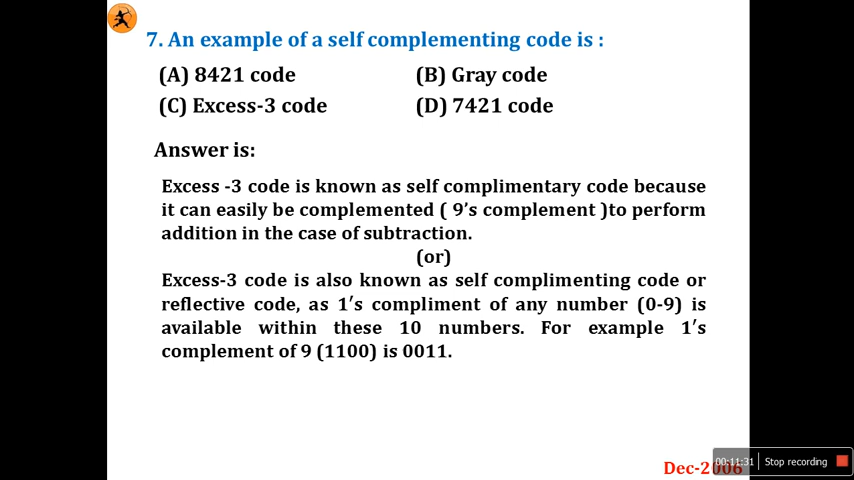 7. An example of a self complementing code is :
(A) 8421 code (B) Gray code
(C) Excess-3 code (D) 7421 code
Answer is:
Excess -3 code is known as self complimentary code because
it can easily be complemented ( 9’s complement )to perform
addition in the case of subtraction.
(or)
Excess-3 code is also known as self complimenting code or
reflective code, as 1’s compliment of any number (0-9) is
available within these 10 numbers. For example 1’s
complement of 9 (1100) is 0011.
Dec-2006
00:11:31 Stop recording